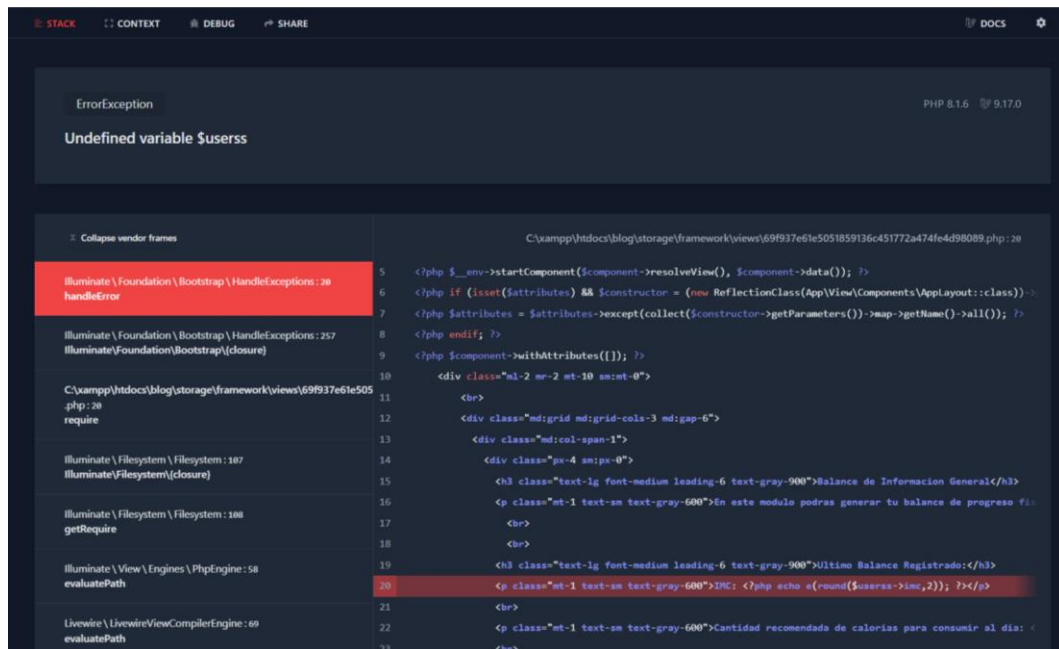 STACK CONTEXT DEBUG SHARE DOCS
ErrorException
PHP 8.1.6 9.17.0
Undefined variable $userss
Collapse vendor frames
Illuminate \ Foundation \ Bootstrap \ HandleExceptions : 20
handleError
Illuminate \ Foundation \ Bootstrap \ HandleExceptions : 257
Illuminate\Foundation\Bootstrap\{closure}
C:\xampp\htdocs\blog\storage\framework\views\69f937e61e505
.php : 20
require
Illuminate \ Filesystem \ Filesystem : 107
Illuminate\Filesystem\{closure}
Illuminate \ Filesystem \ Filesystem : 108
getRequire
Illuminate \ View \ Engines \ PhpEngine : 58
evaluatePath
Livewire \ LivewireViewCompilerEngine : 69
evaluatePath
C:\xampp\htdocs\blog\storage\framework\views\69f937e61e5051859136c451772a474fe4d98089.php : 20
5 <?php $__env->startComponent($component->resolveView(), $component->data()); ?>
6 <?php if (isset($attributes) && $constructor = (new ReflectionClass(App\View\Components\AppLayout::class))->
7 <?php $attributes = $attributes->except(collect($constructor->getParameters())->map->getName()->all()); ?>
8 <?php endif; ?>
9 <?php $component->withAttributes([]); ?>
10 <div class="ml-2 mr-2 mt-10 sm:mt-0">
11 <br>
12 <div class="md:grid md:grid-cols-3 md:gap-6">
13 <div class="md:col-span-1">
14 <div class="px-4 sm:px-0">
15 <h3 class="text-lg font-medium leading-6 text-gray-900">Balance de Informacion General</h3>
16 <p class="mt-1 text-sm text-gray-600">En este modulo podras generar tu balance de progreso
17 <br>
18 <br>
19 <h3 class="text-lg font-medium leading-6 text-gray-900">Ultimo Balance Registrado:</h3>
20 <p class="mt-1 text-sm text-gray-600">IMC: <?php echo e(round($userss->imc,2)); ?></p>
21 <br>
22 <p class="mt-1 text-sm text-gray-600">Cantidad recomendada de calorias para consumir al dia: <
23 <br>